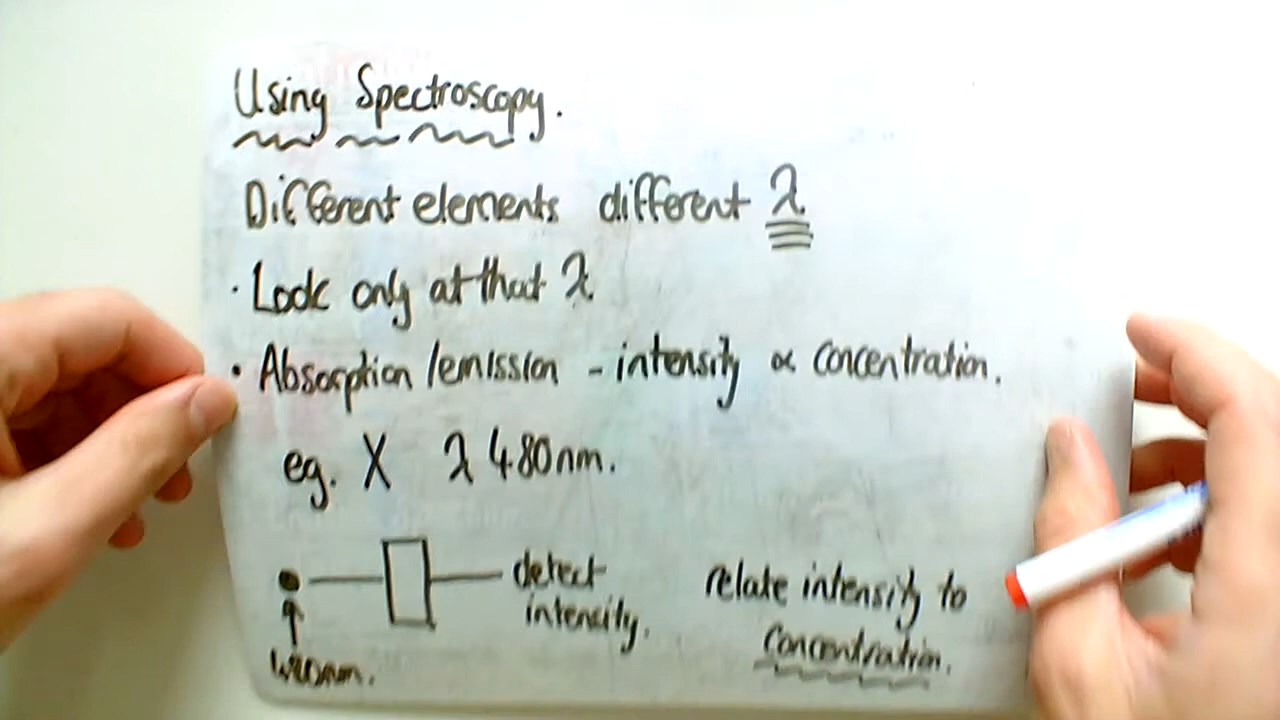 Using Spectroscopy.
Different elements different λ
· Look only at that λ
· Absorption/emission - intensity ∝ concentration.
eg. X λ 480nm.
detect
intensity.
480nm.
relate intensity to
concentration.